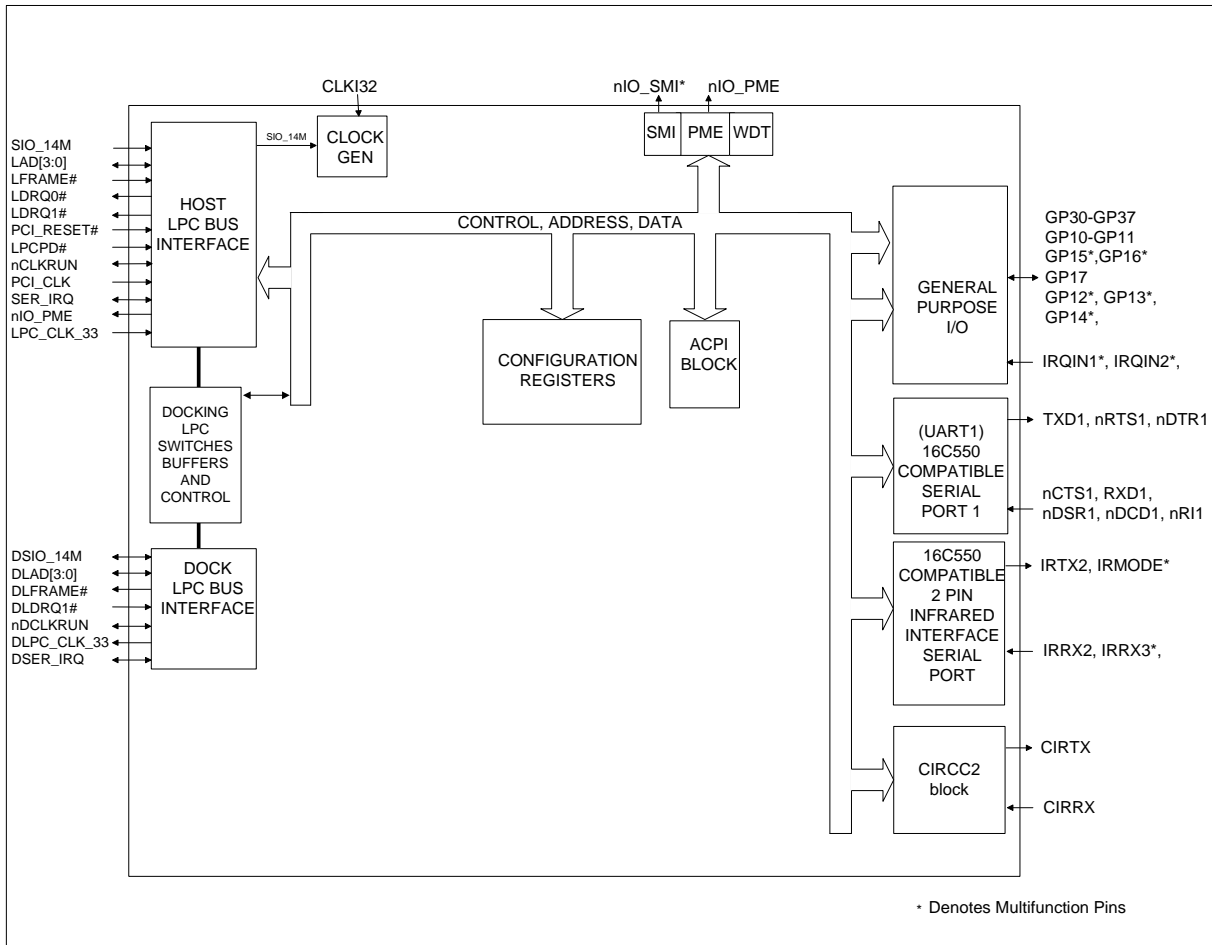 CLKI32
nIO_SMI*
nIO_PME
SIO_14M
LAD[3:0]
LFRAME#
LDRQ0#
LDRQ1#
PCI_RESET#
LPCPD#
nCLKRUN
PCI_CLK
SER_IRQ
nIO_PME
LPC_CLK_33
HOST
LPC BUS
INTERFACE
SIO_14M
CLOCK
GEN
SMI
PME
WDT
CONTROL, ADDRESS, DATA
CONFIGURATION
REGISTERS
ACPI
BLOCK
GENERAL
PURPOSE
I/O
GP30-GP37
GP10-GP11
GP15*,GP16*
GP17
GP12*, GP13*,
GP14*,
IRQIN1*, IRQIN2*,
DOCKING
LPC
SWITCHES
BUFFERS
AND
CONTROL
(UART1)
16C550
COMPATIBLE
SERIAL
PORT 1
TXD1, nRTS1, nDTR1
nCTS1, RXD1,
nDSR1, nDCD1, nRI1
DSIO_14M
DLAD[3:0]
DLFRAME#
DLDRQ1#
nDCLKRUN
DLPC_CLK_33
DSER_IRQ
DOCK
LPC BUS
INTERFACE
16C550
COMPATIBLE
2 PIN
INFRARED
INTERFACE
SERIAL
PORT
IRTX2, IRMODE*
IRRX2, IRRX3*,
CIRCC2
block
CIRTX
CIRRX
* Denotes Multifunction Pins